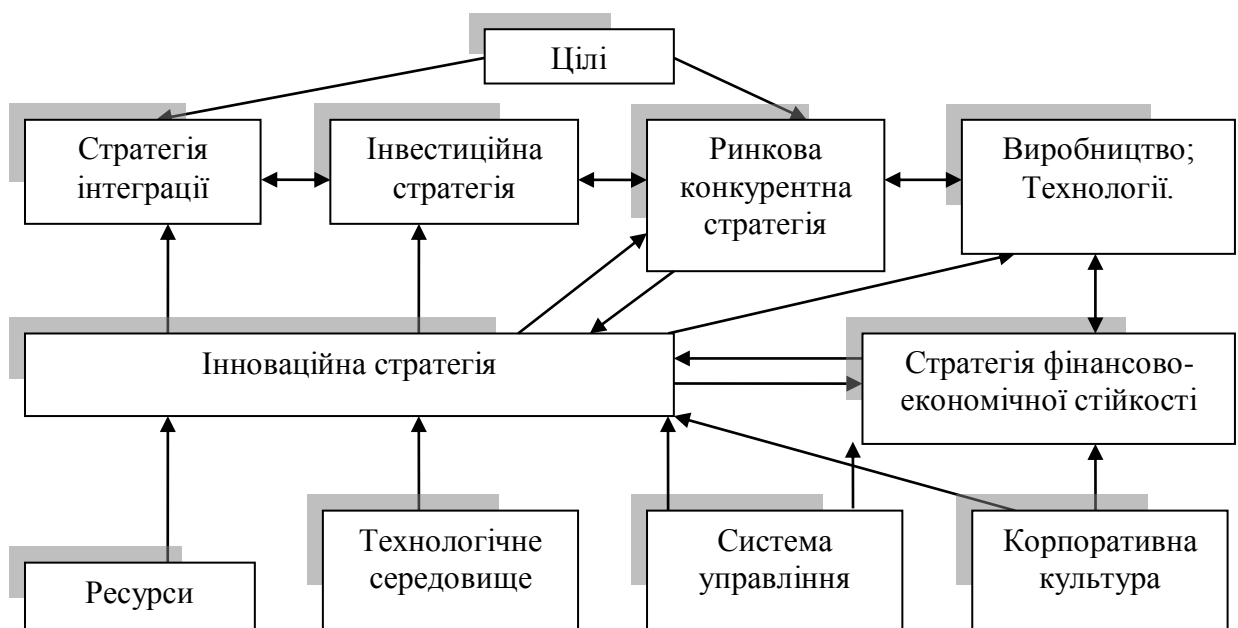 Цілі
Стратегія
інтеграції
Інвестиційна
стратегія
Ринкова
конкурентна
стратегія
Виробництво;
Технології.
Інноваційна стратегія
Стратегія фінансово-
економічної стійкості
Ресурси
Технологічне
середовище
Система
управління
Корпоративна
культура